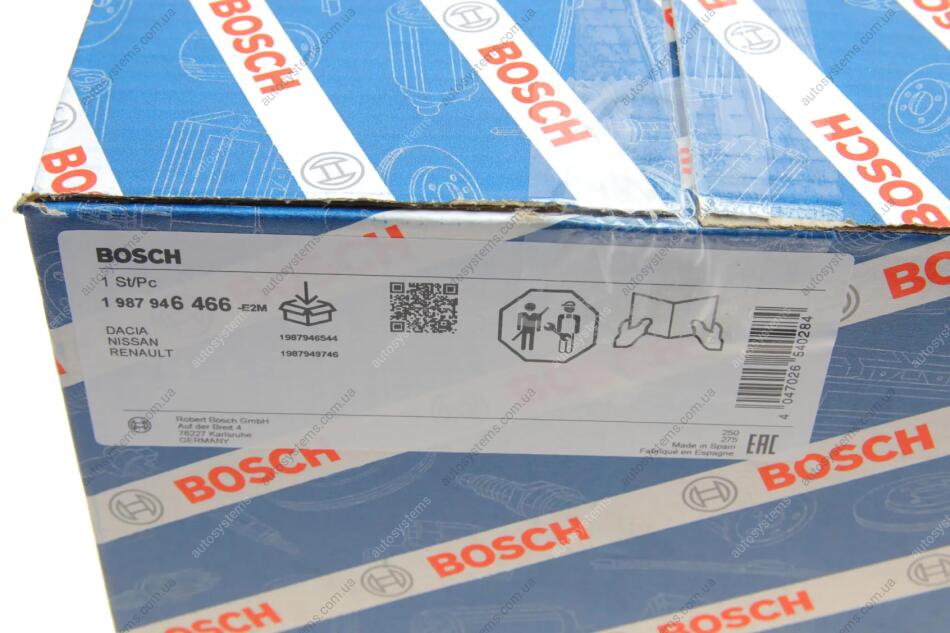 BOSCH
BOSCH
BOSCH
BOSCH
BOSCH
1 St/Pc
1 987 946 466 -E2M
DACIA
NISSAN
RENAULT
1987946544
1987949746
4 047026 540284
Robert Bosch GmbH
Auf der Breit 4
76227 Karlsruhe
GERMANY
250
275
Made in Spain
Fabriqué en Espagne
EAC
BOSCH
BOSCH
BOSCH
BOSCH
BOSCH
autosystems.com.ua